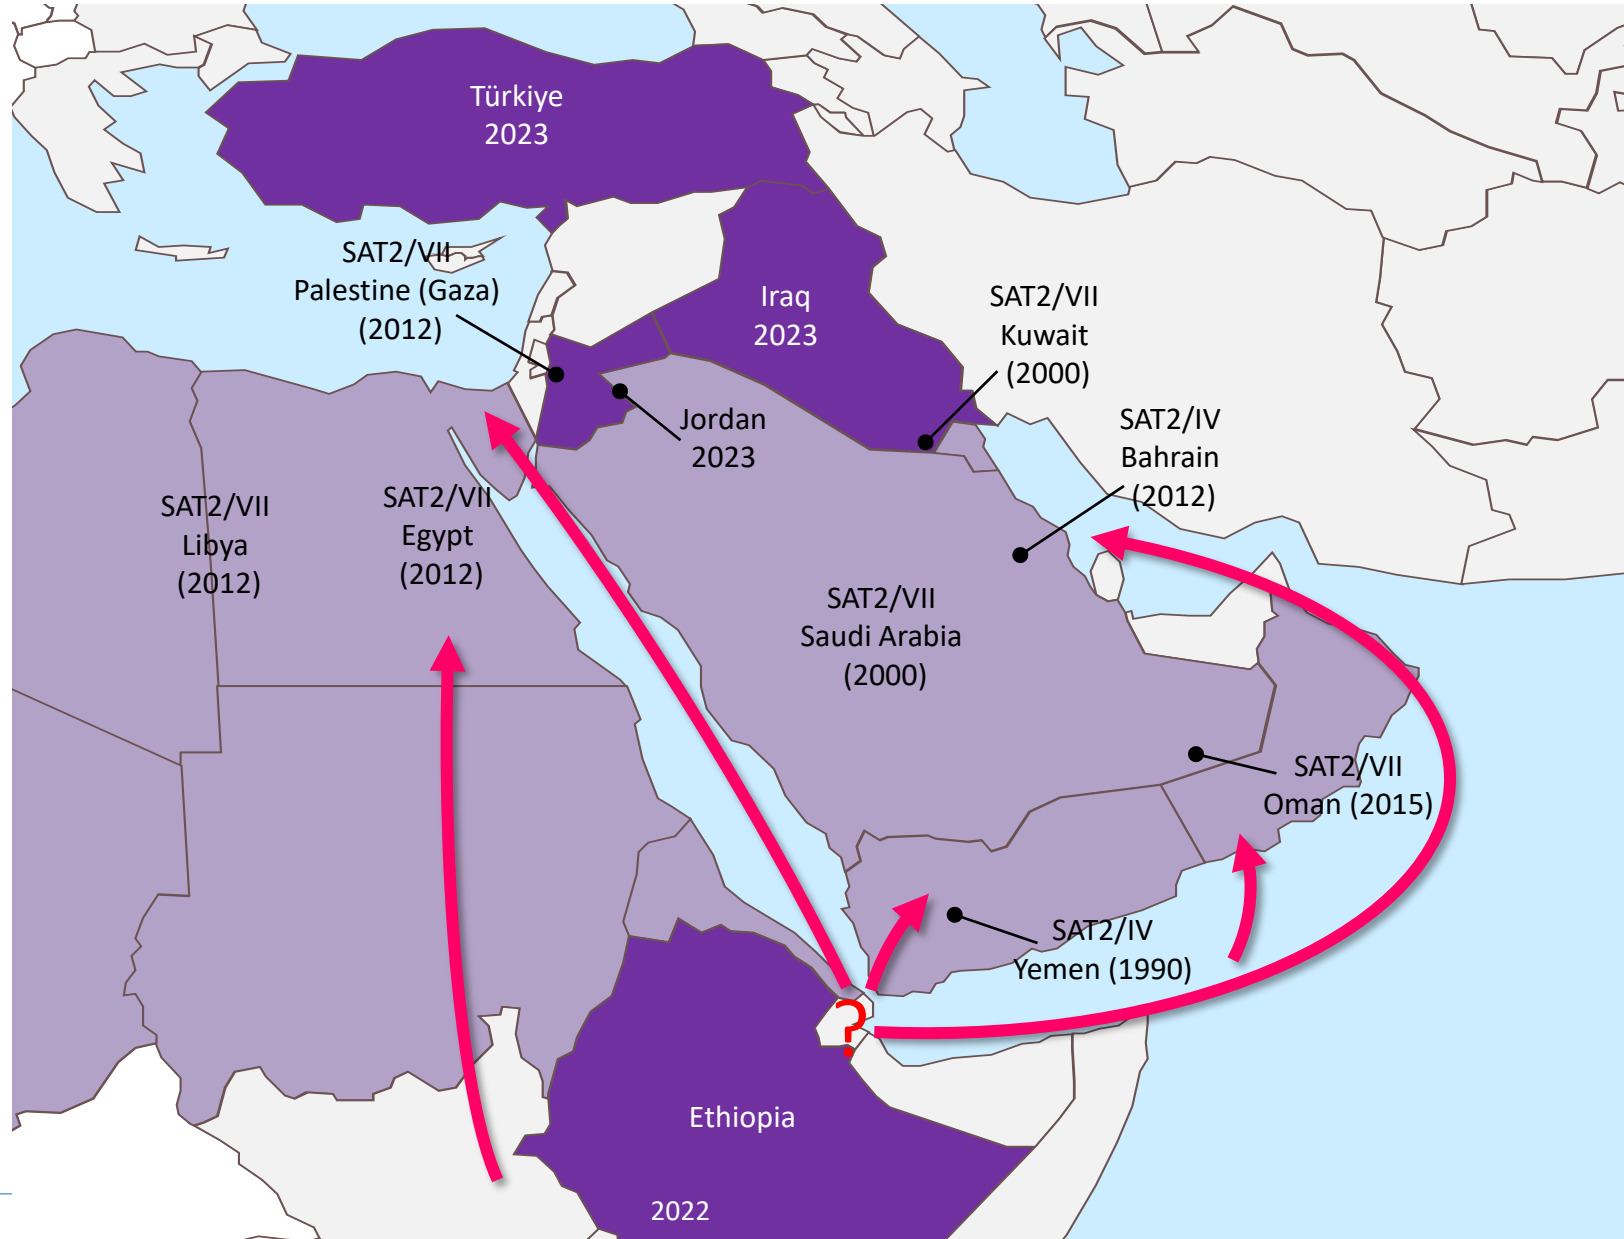 Türkiye
2023
SAT2/VII
Palestine (Gaza)
(2012)
Iraq
2023
SAT2/VII
Kuwait
(2000)
Jordan
2023
SAT2/IV
Bahrain
(2012)
SAT2/VII
Libya
(2012)
SAT2/VII
Egypt
(2012)
SAT2/VII
Saudi Arabia
(2000)
SAT2/VII
Oman (2015)
SAT2/IV
Yemen (1990)
?
Ethiopia
2022